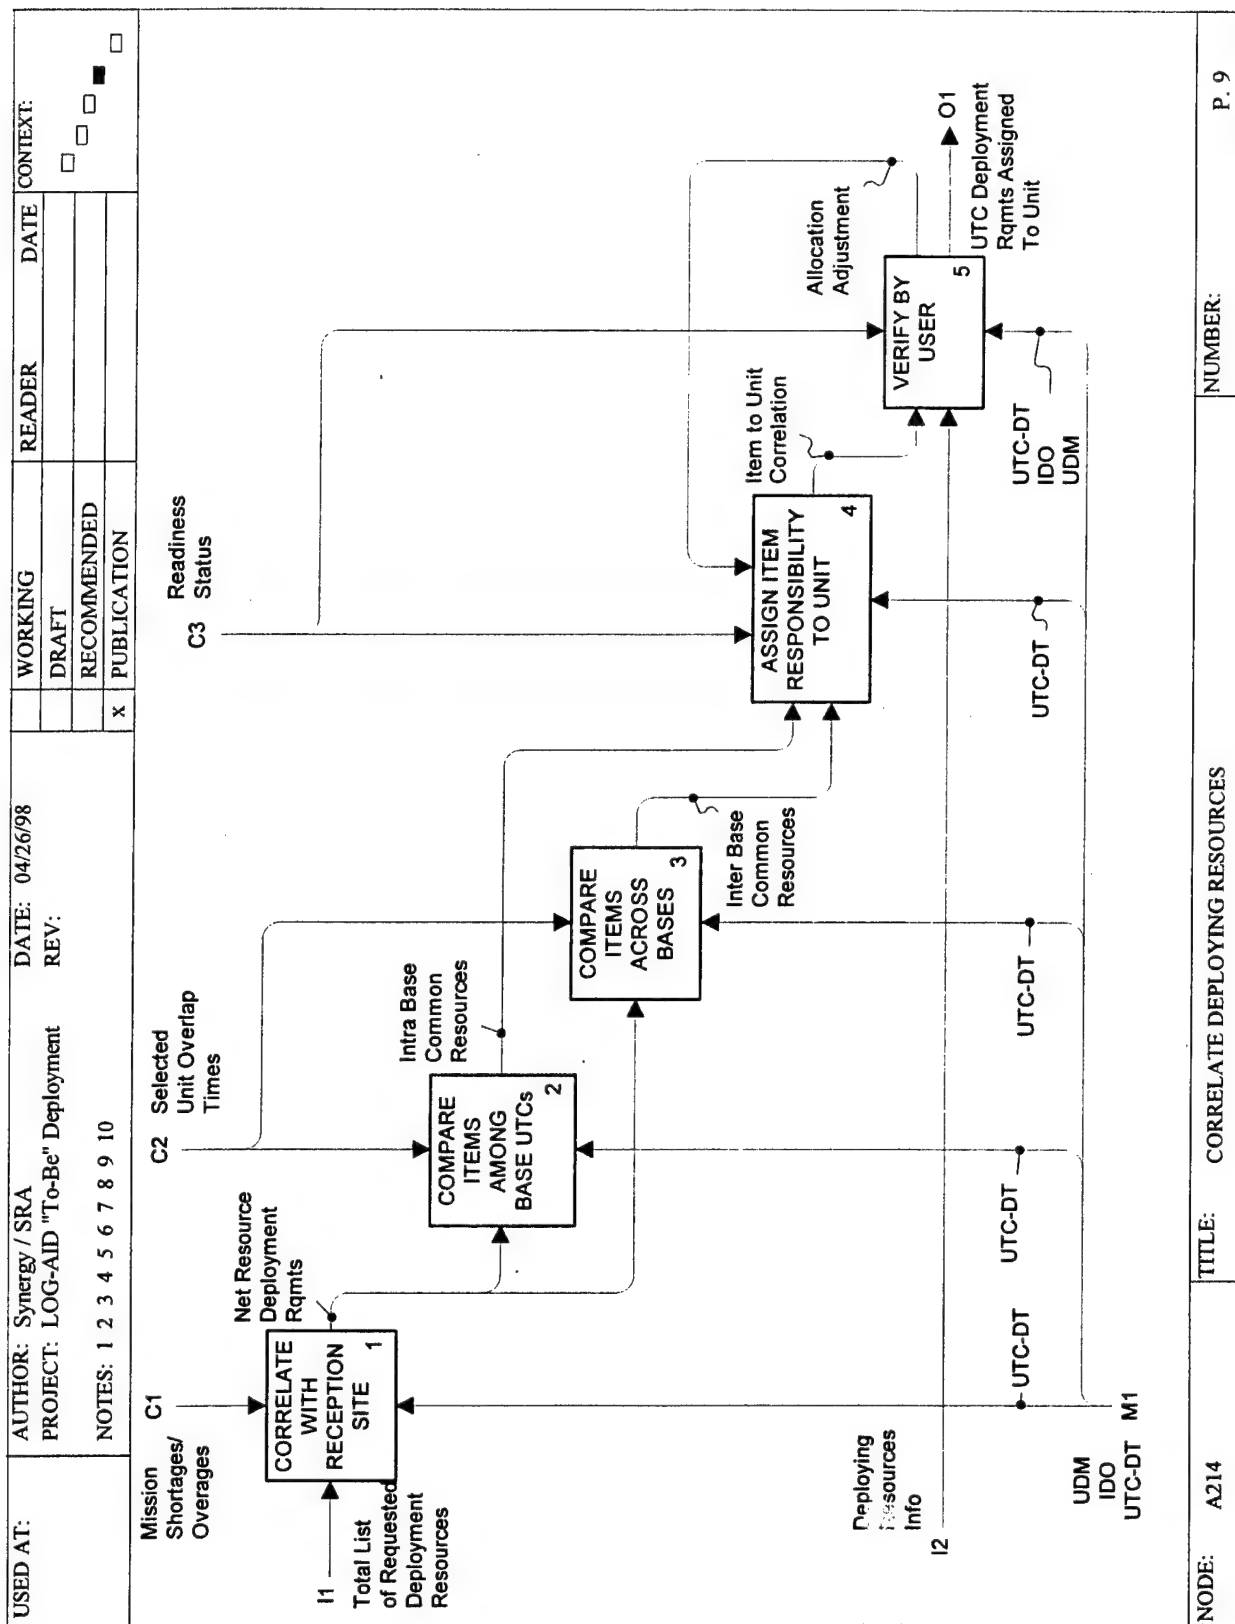 USED AT:
AUTHOR: Synergy / SRA
PROJECT: LOG-AID "To-Be" Deployment
NOTES: 1 2 3 4 5 6 7 8 9 10
DATE: 04/26/98
REV:
WORKING
DRAFT
RECOMMENDED
x PUBLICATION
READER DATE
CONTEXT:
C1
Mission
Shortages/
Overages
C2
Selected
Unit Overlap
Times
C3
Readiness
Status
I1
Total List
of Requested
Deployment
Resources
CORRELATE
WITH
RECEPTION
SITE
1
Net Resource
Deployment
Rqmts
COMPARE
ITEMS
AMONG
BASE UTCs
2
Intra Base
Common
Resources
COMPARE
ITEMS
ACROSS
BASES
3
Inter Base
Common
Resources
ASSIGN ITEM
RESPONSIBILITY
TO UNIT
4
Item to Unit
Correlation
VERIFY BY
USER
5
Allocation
Adjustment
O1
UTC Deployment
Rqmts Assigned
To Unit
I2
Deploying
Resources
Info
UTC-DT
UTC-DT
UTC-DT
UTC-DT
UTC-DT
IDO
UDM
UDM
IDO
UTC-DT M1
NODE: A214
TITLE: CORRELATE DEPLOYING RESOURCES
NUMBER:
P. 9